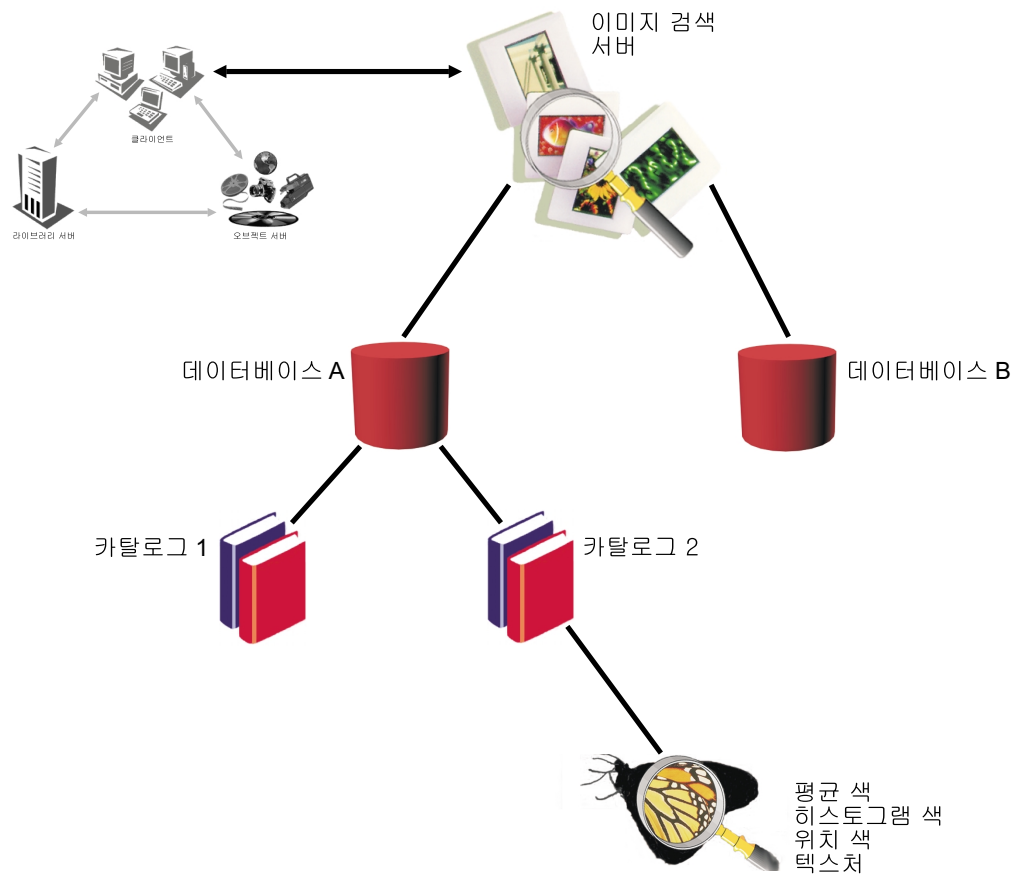 이미지 검색
서버
클라이언트
라이브러리 서버
오브젝트 서버
데이터베이스 A
데이터베이스 B
카탈로그 1
카탈로그 2
평균 색
히스토그램 색
위치 색
텍스처